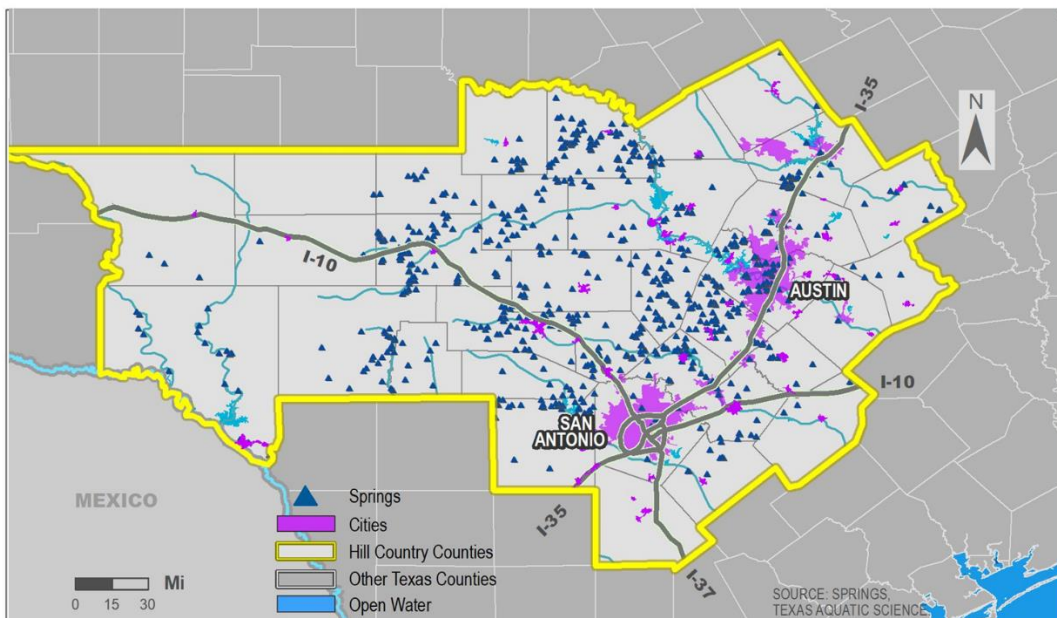 I-35
N
I-10
AUSTIN
I-10
SAN
ANTONIO
MEXICO
Springs
Cities
I-35
Hill Country Counties
Mi
Other Texas Counties
I-37
0 15 30
Open Water
SOURCE: SPRINGS,
TEXAS AQUATIC SCIENCE